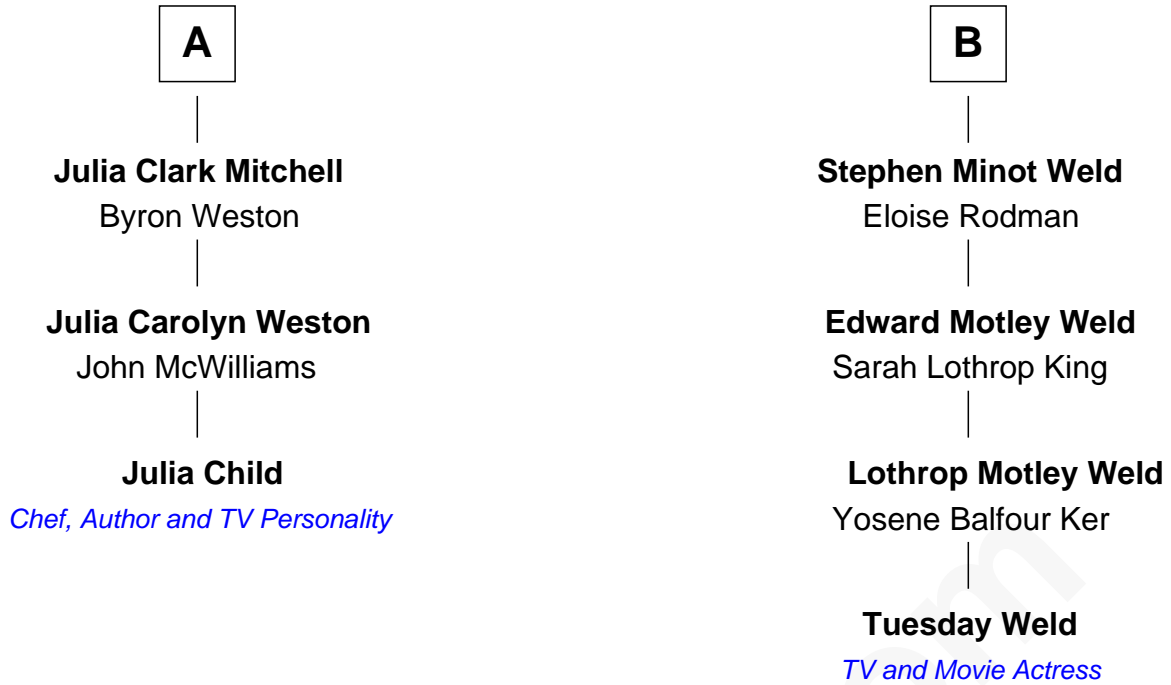 A
Julia Clark Mitchell
Byron Weston
Julia Carolyn Weston
John McWilliams
Julia Child
Chef, Author and TV Personality
B
Stephen Minot Weld
Eloise Rodman
Edward Motley Weld
Sarah Lothrop King
Lothrop Motley Weld
Yosene Balfour Ker
Tuesday Weld
TV and Movie Actress